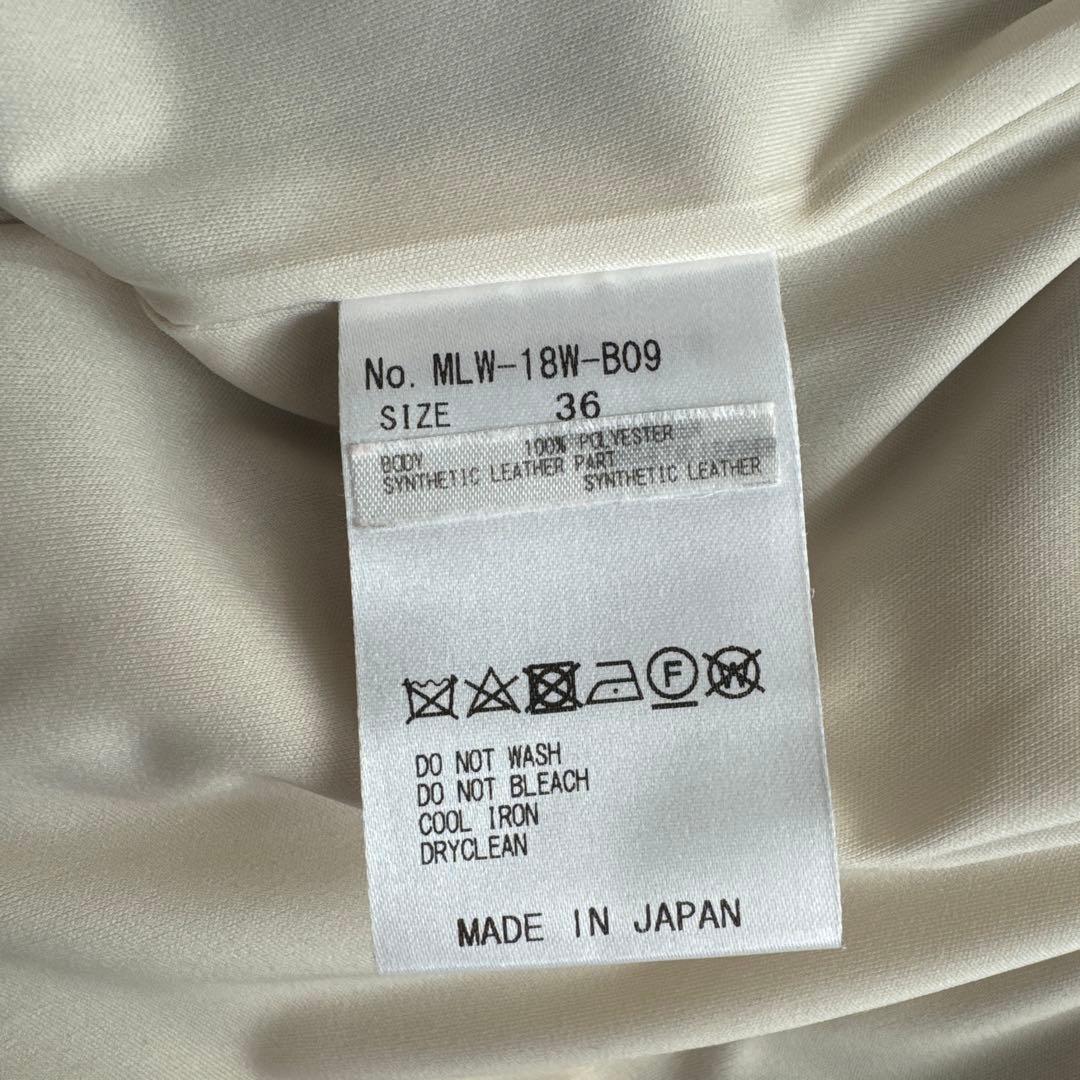 No. MLW-18W-B09
SIZE 36
BODY 100% POLYESTER
SYNTHETIC LEATHER PART
SYNTHETIC LEATHER
F W
DO NOT WASH
DO NOT BLEACH
COOL IRON
DRYCLEAN
MADE IN JAPAN